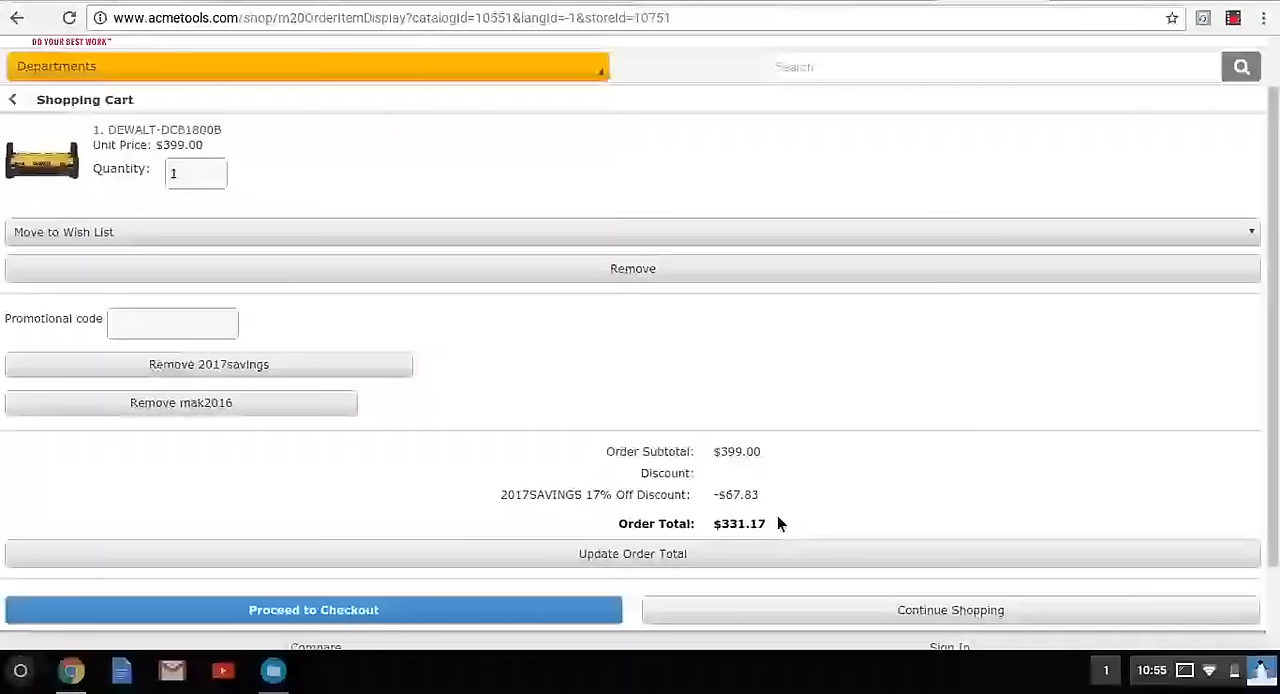 www.acmetools.com/shop/m20OrderItemDisplay?catalogId=10551&langId=-1&storeId=10751
DO YOUR BEST WORK™
Departments
Search
Shopping Cart
1. DEWALT-DCB1800B
Unit Price: $399.00
Quantity: 1
Move to Wish List
Remove
Promotional code
Remove 2017savings
Remove mak2016
Order Subtotal: $399.00
Discount:
2017SAVINGS 17% Off Discount: -$67.83
Order Total: $331.17
Update Order Total
Proceed to Checkout
Continue Shopping
Compare
Sign In
1
10:55